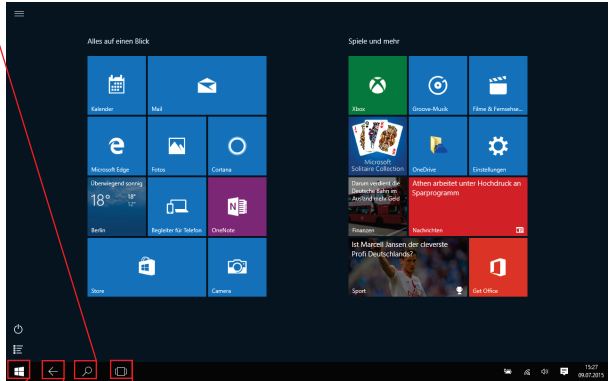 Alles auf einen Blick
Spiele und mehr
Kalender
Mail
Xbox
Groove-Musik
Filme & Fernsehse...
Microsoft Edge
Fotos
Cortana
Microsoft
Solitaire Collection
OneDrive
Einstellungen
Überwiegend sonnig
18° 18°
12°
Berlin
Begleiter für Telefon
OneNote
Darum verdient die
Deutsche Bahn im
Ausland mehr Geld
Finanzen
Athen arbeitet unter Hochdruck an
Sparprogramm
Nachrichten
Store
Camera
Ist Marcell Jansen der cleverste
Profi Deutschlands?
Sport
Get Office
15:27
09.07.2015